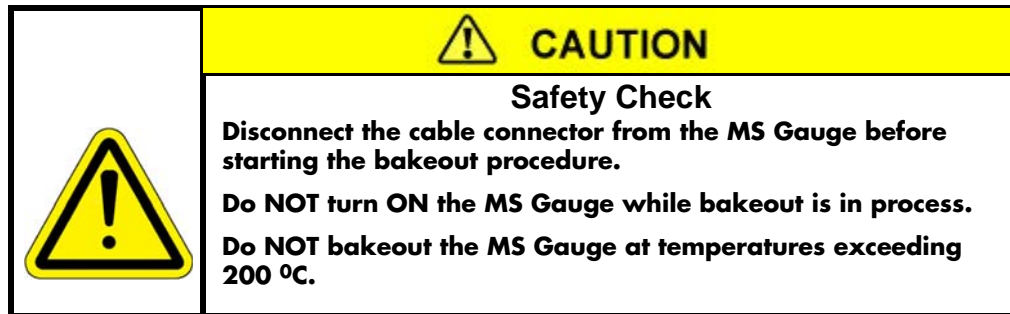 CAUTION
Safety Check
Disconnect the cable connector from the MS Gauge before
starting the bakeout procedure.
Do NOT turn ON the MS Gauge while bakeout is in process.
Do NOT bakeout the MS Gauge at temperatures exceeding
200 ⁰C.